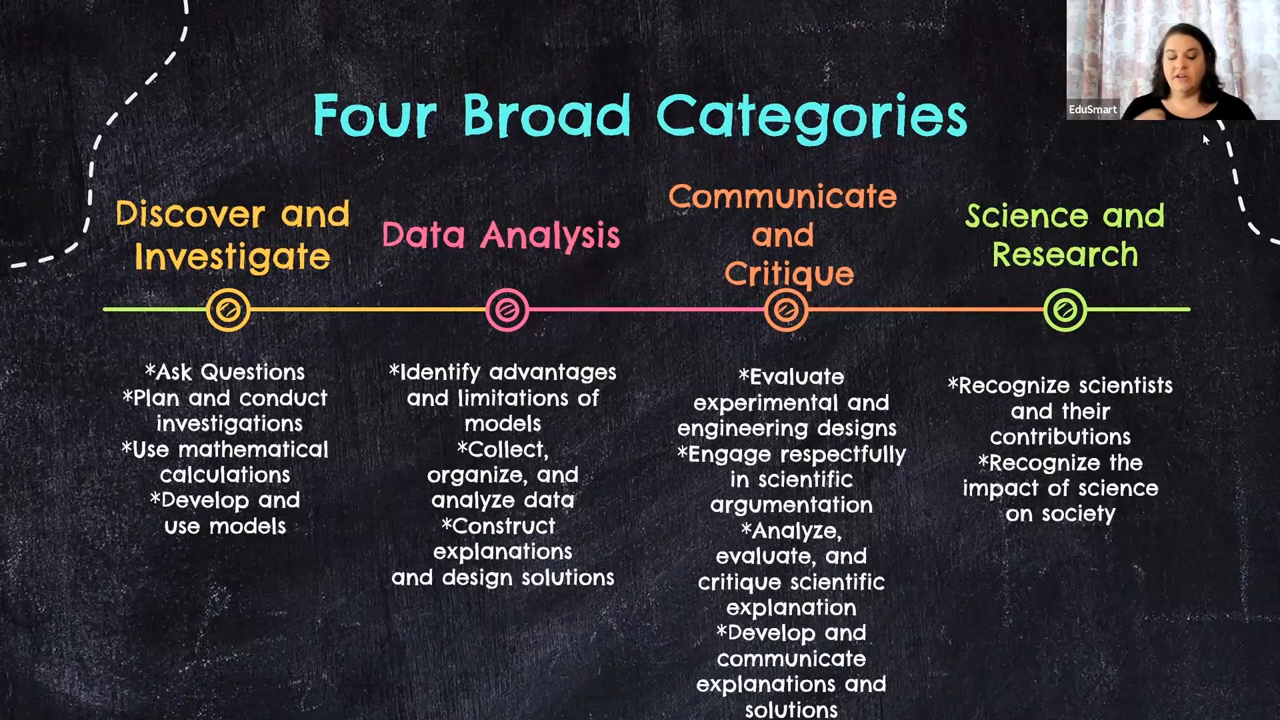 Four Broad Categories
EduSmart
Discover and
Investigate
*Ask Questions
*Plan and conduct
investigations
*Use mathematical
calculations
*Develop and
use models
Data Analysis
*Identify advantages
and limitations of
models
*Collect,
organize, and
analyze data
*Construct
explanations
and design solutions
Communicate
and
Critique
*Evaluate
experimental and
engineering designs
*Engage respectfully
in scientific
argumentation
*Analyze,
evaluate, and
critique scientific
explanation
*Develop and
communicate
explanations and
solutions
Science and
Research
*Recognize scientists
and their
contributions
*Recognize the
impact of science
on society